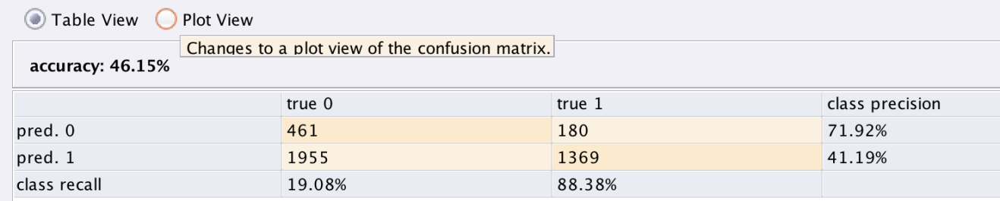 Table View Plot View
Changes to a plot view of the confusion matrix.
accuracy: 46.15%
true 0 true 1 class precision
pred. 0 461 180 71.92%
pred. 1 1955 1369 41.19%
class recall 19.08% 88.38%